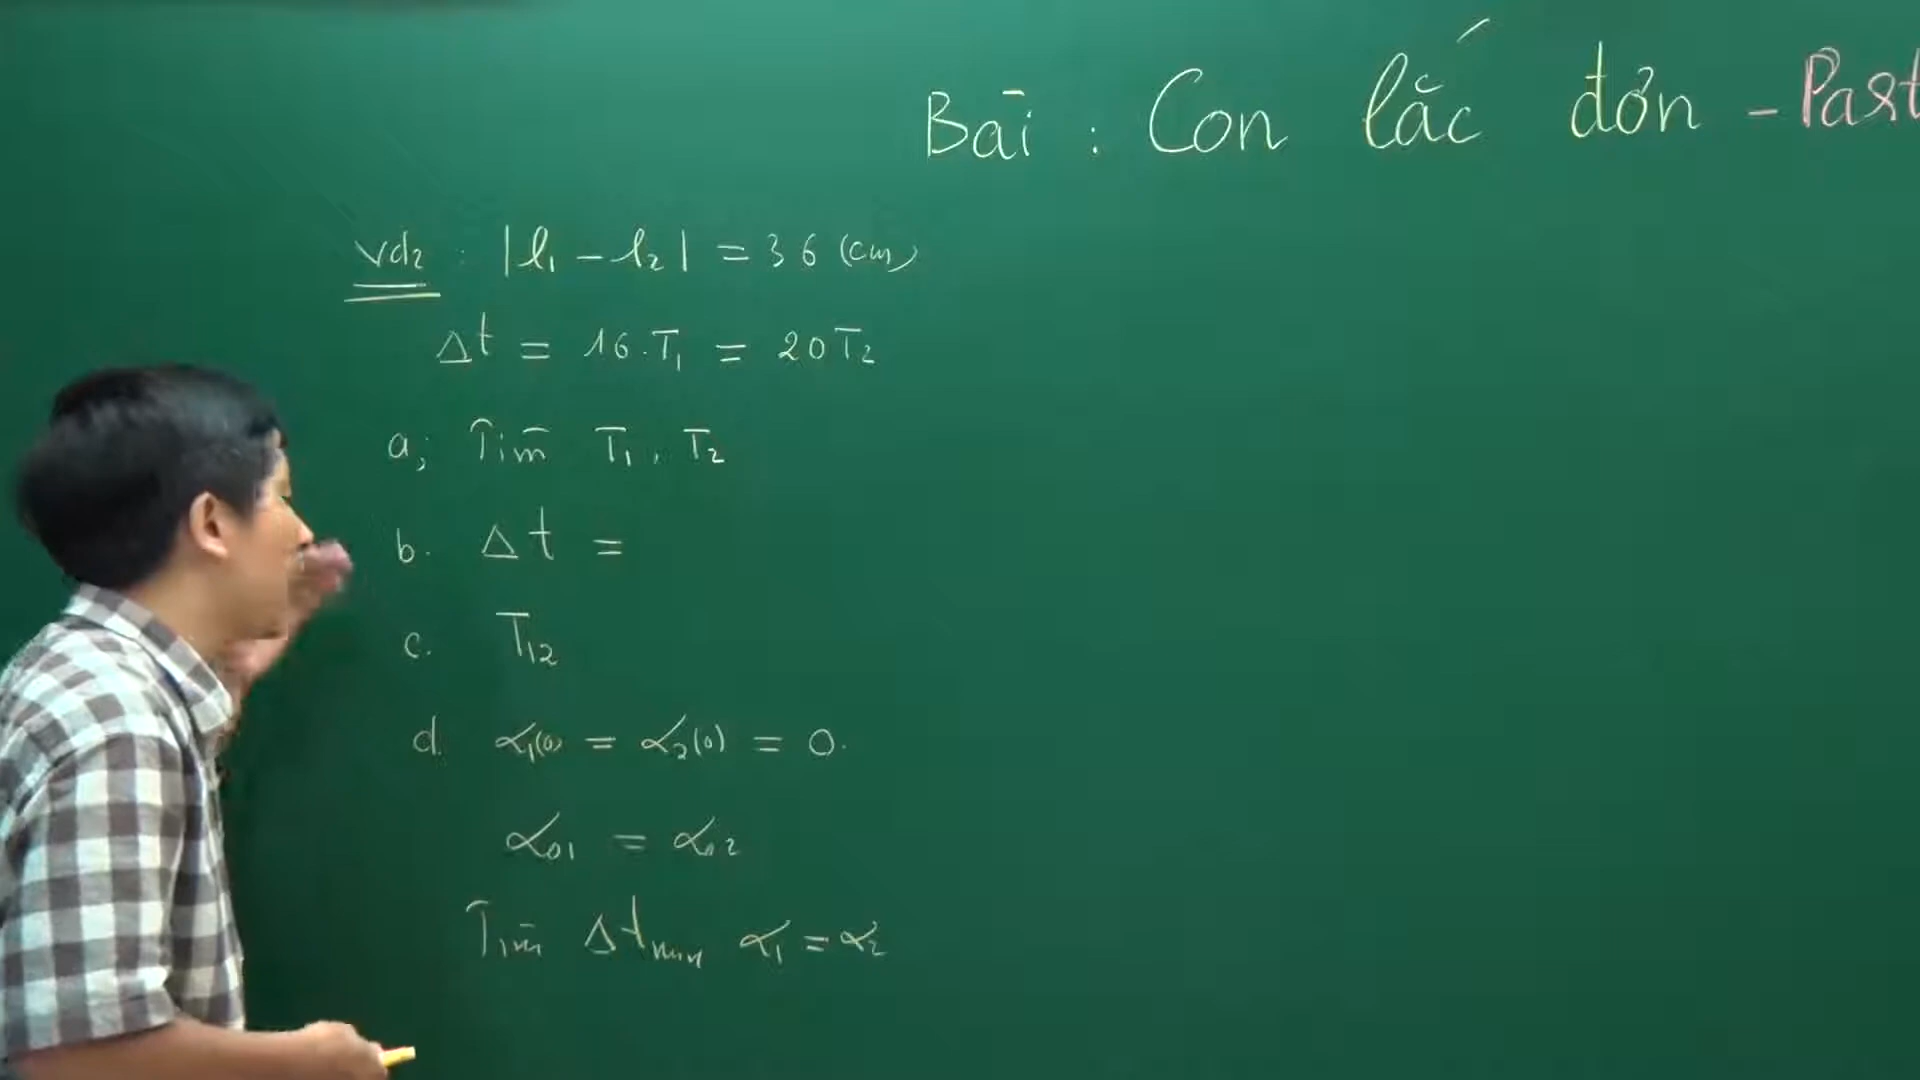 Bài : Con lắc đơn - Part
Vd2 : |l₁ - l₂| = 36 (cm)
Δt = 16.T₁ = 20T₂
a; Tìm T₁, T₂
b. Δt =
c. T₁₂
d. α₁(0) = α₂(0) = 0.
α₀₁ = α₀₂
Tìm Δtmin α₁ = α₂